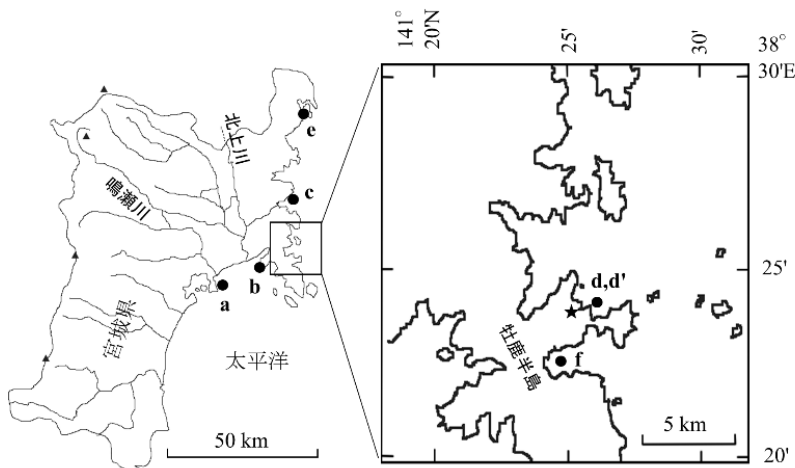 141°
20'N
25'
30'
38°
30'E
北上川
e
鳴瀬川
c
b
a
宮城県
太平洋
50 km
25'
d,d'
牡鹿半島
f
5 km
20'